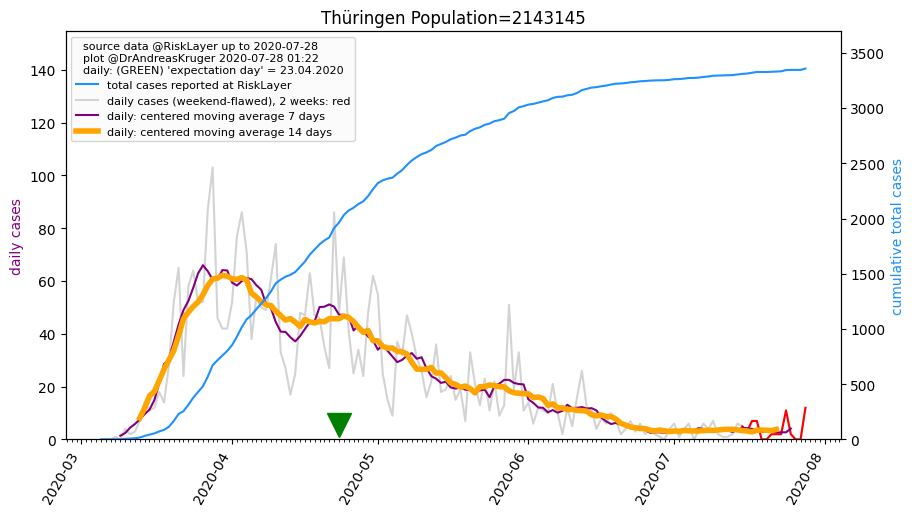 Thüringen Population=2143145
source data @RiskLayer up to 2020-07-28
plot @DrAndreasKruger 2020-07-28 01:22
daily: (GREEN) 'expectation day' = 23.04.2020
total cases reported at RiskLayer
daily cases (weekend-flawed), 2 weeks: red
daily: centered moving average 7 days
daily: centered moving average 14 days
daily cases
140
120
100
80
60
40
20
0
3500
3000
2500
2000
1500
1000
500
0
cumulative total cases
2020-03
2020-04
2020-05
2020-06
2020-07
2020-08